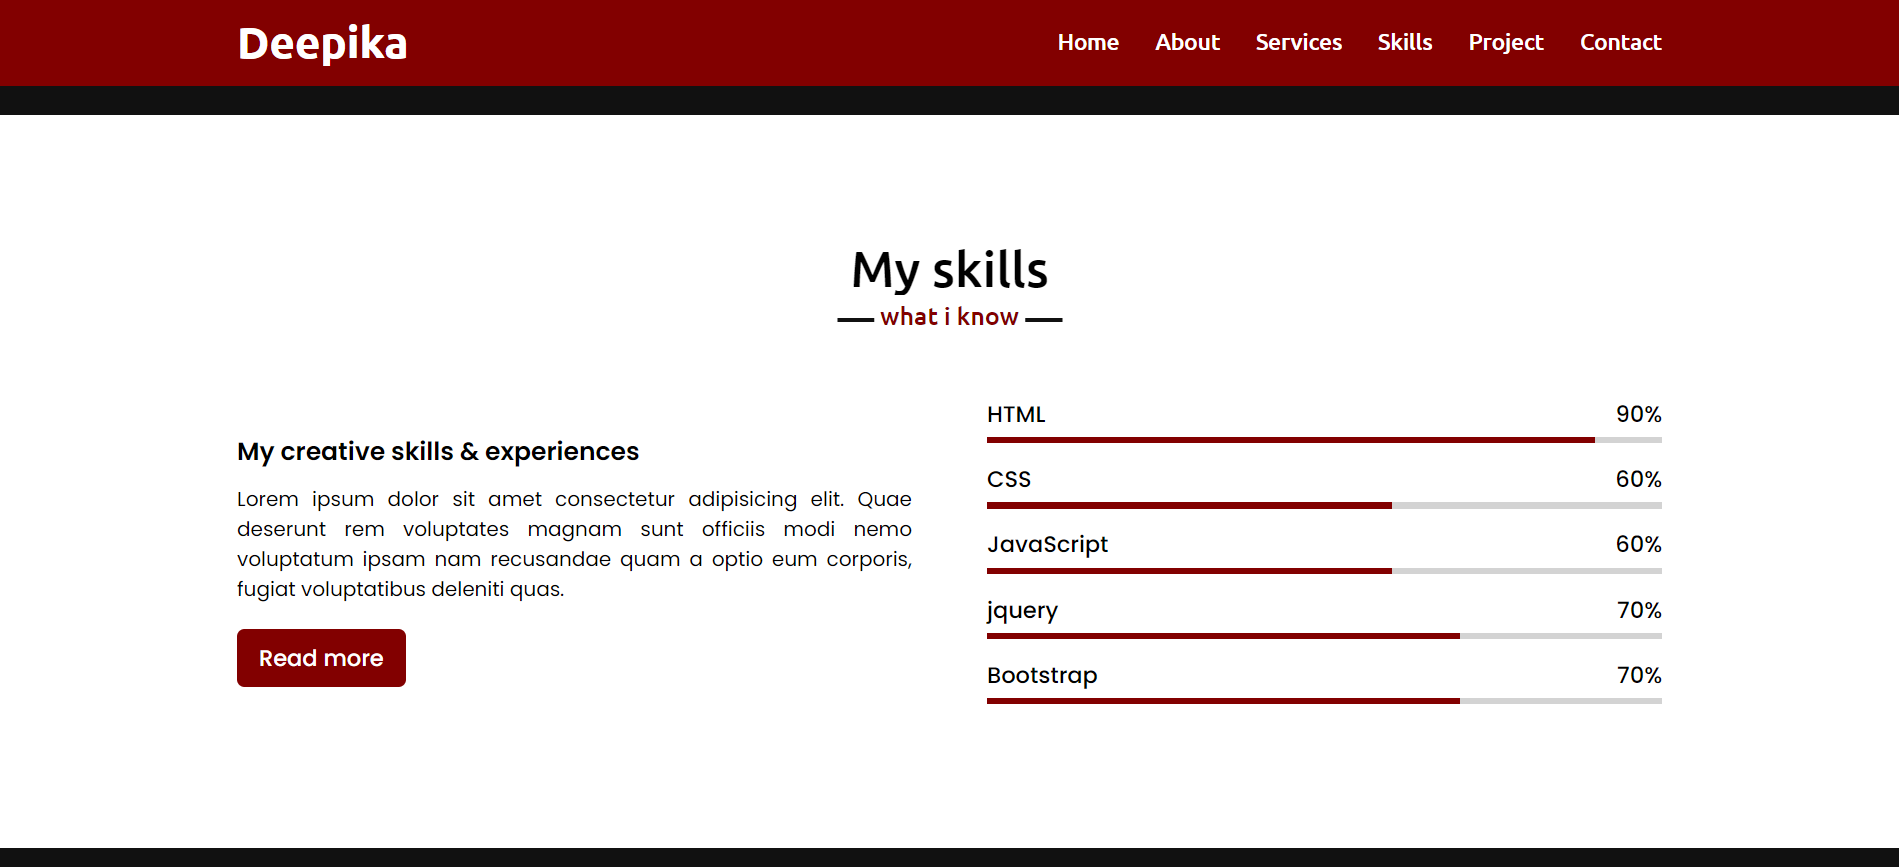 Deepika
Home About Services Skills Project Contact
My skills
what i know
My creative skills & experiences
Lorem ipsum dolor sit amet consectetur adipisicing elit. Quae
deserunt rem voluptates magnam sunt officiis modi nemo
voluptatum ipsam nam recusandae quam a optio eum corporis,
fugiat voluptatibus deleniti quas.
Read more
HTML 90%
CSS 60%
JavaScript 60%
jquery 70%
Bootstrap 70%